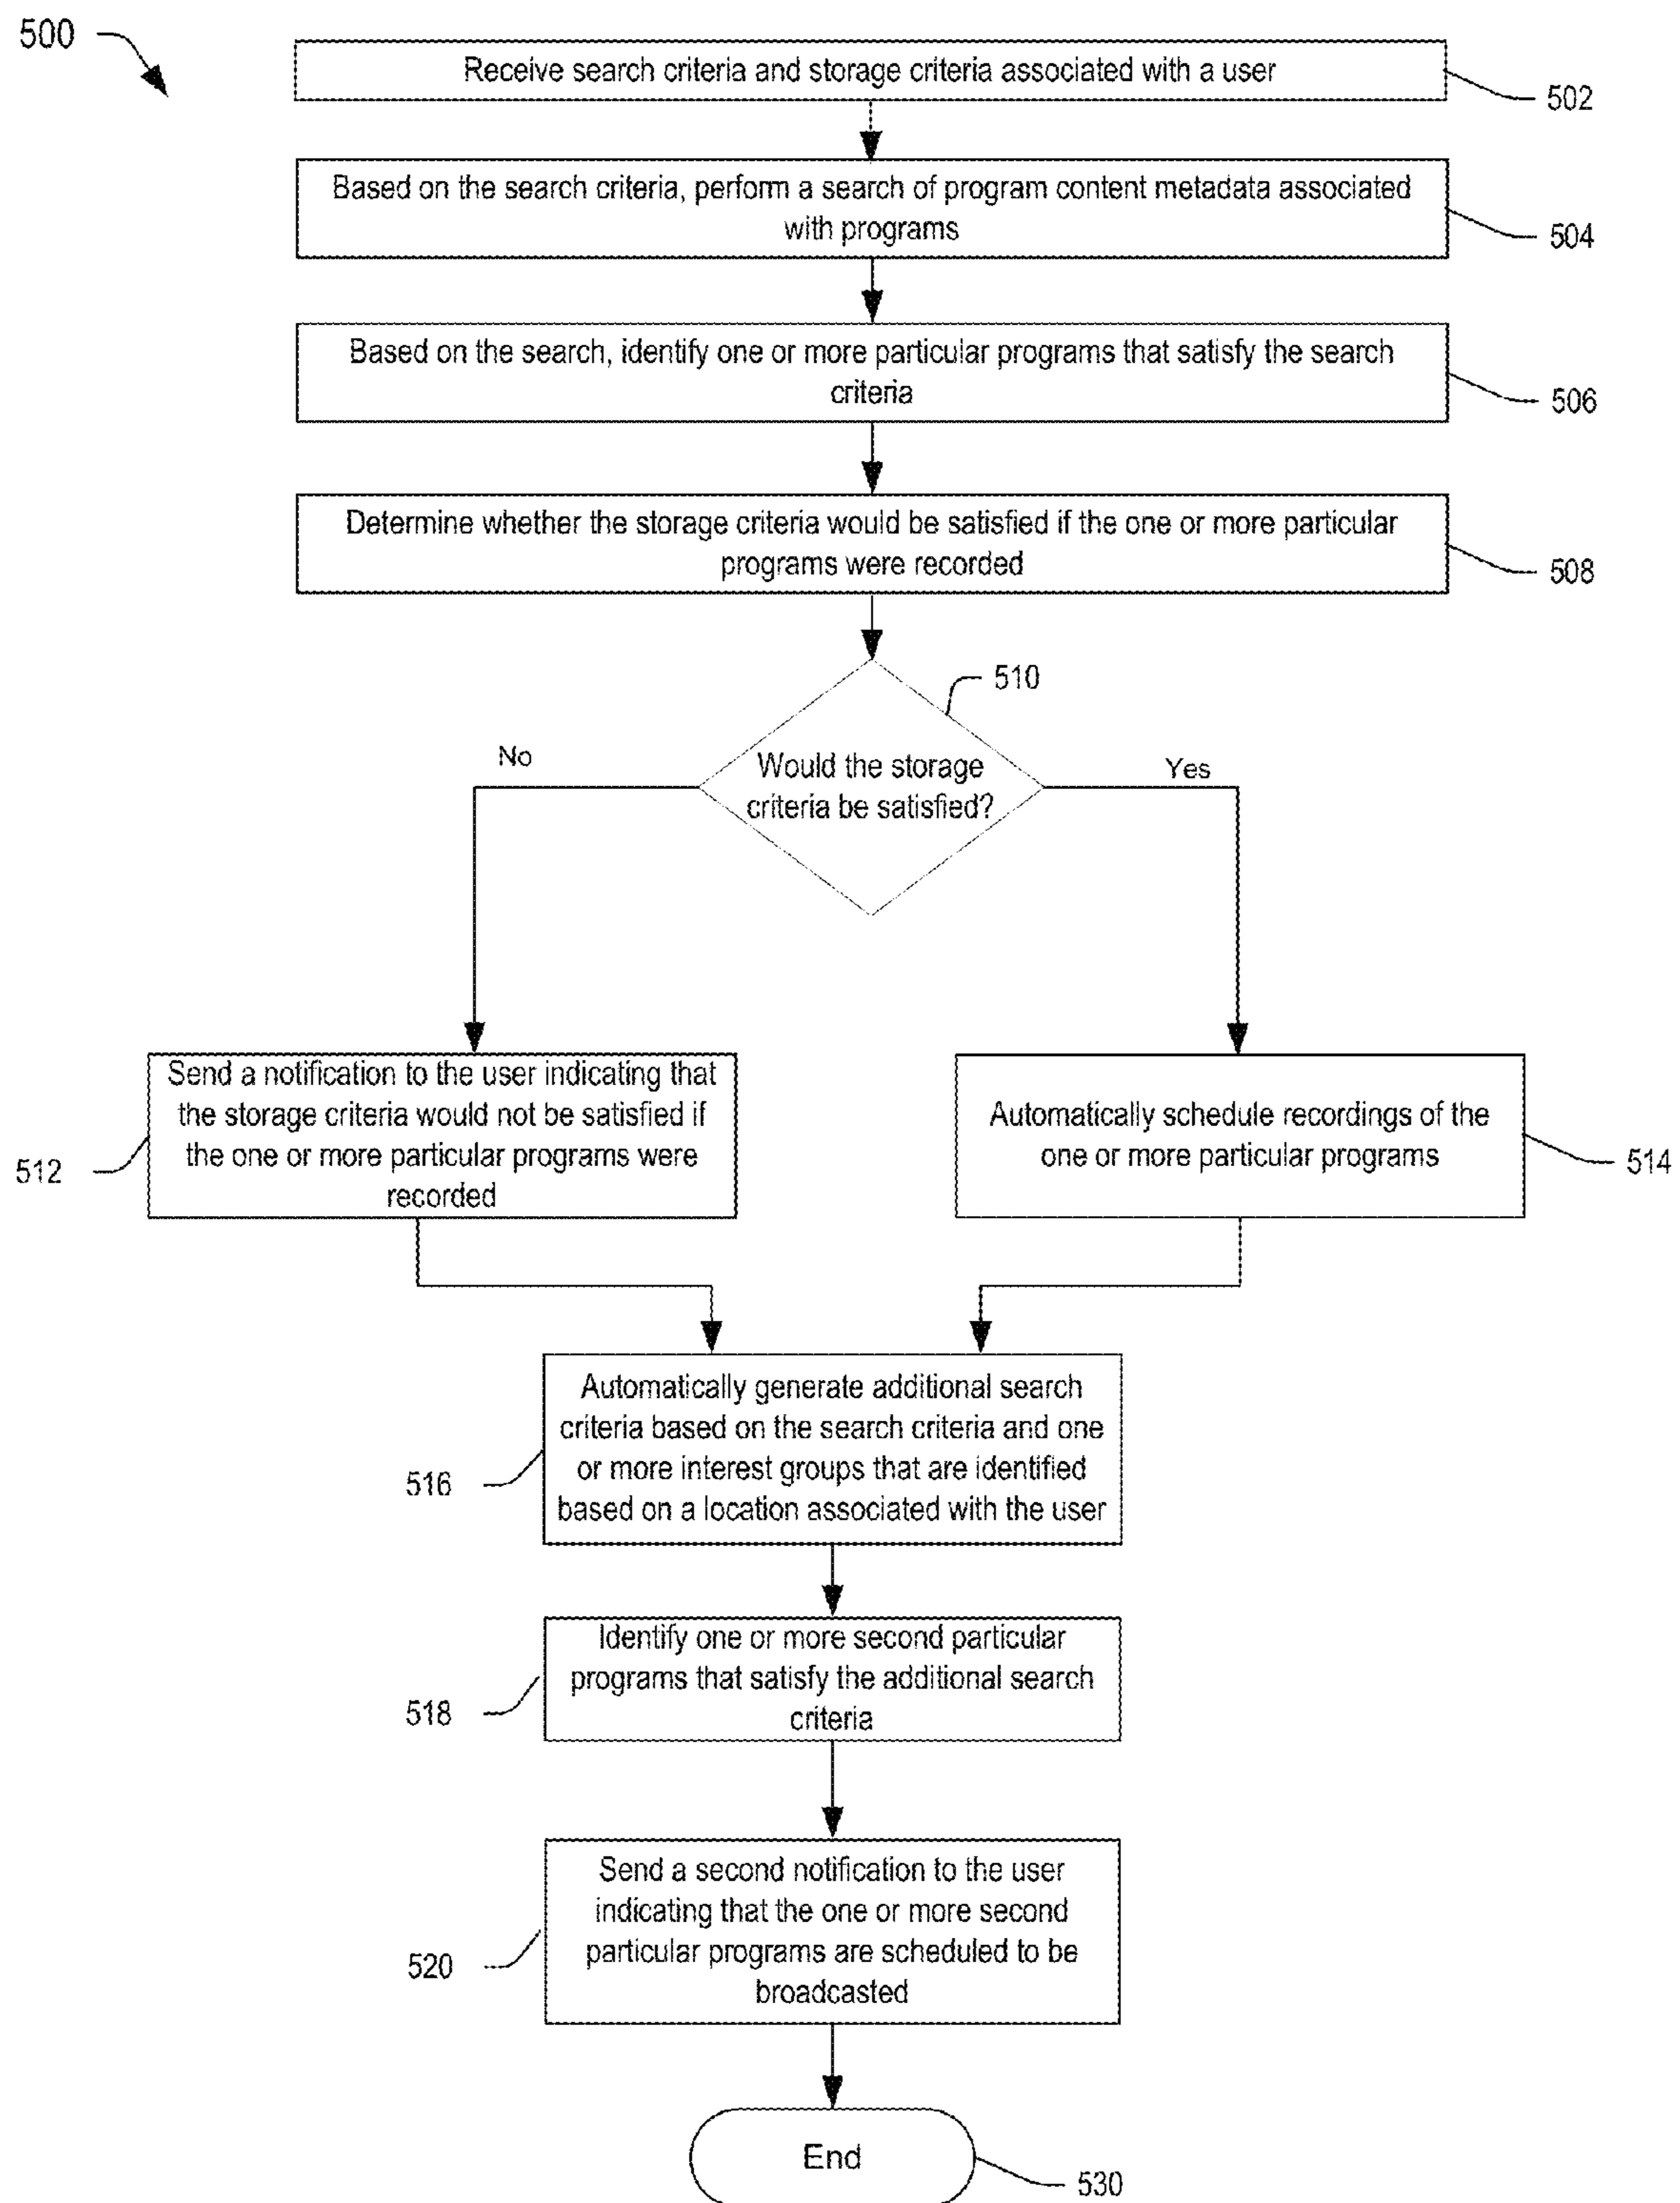 500
Receive search criteria and storage criteria associated with a user
502
Based on the search criteria, perform a search of program content metadata associated
with programs
504
Based on the search, identify one or more particular programs that satisfy the search
criteria
506
Determine whether the storage criteria would be satisfied if the one or more particular
programs were recorded
508
510
Would the storage
criteria be satisfied?
No
Yes
Send a notification to the user indicating that
the storage criteria would not be satisfied if
the one or more particular programs were
recorded
512
Automatically schedule recordings of the
one or more particular programs
514
Automatically generate additional search
criteria based on the search criteria and one
or more interest groups that are identified
based on a location associated with the user
516
Identify one or more second particular
programs that satisfy the additional search
criteria
518
Send a second notification to the user
indicating that the one or more second
particular programs are scheduled to be
broadcasted
520
End
530